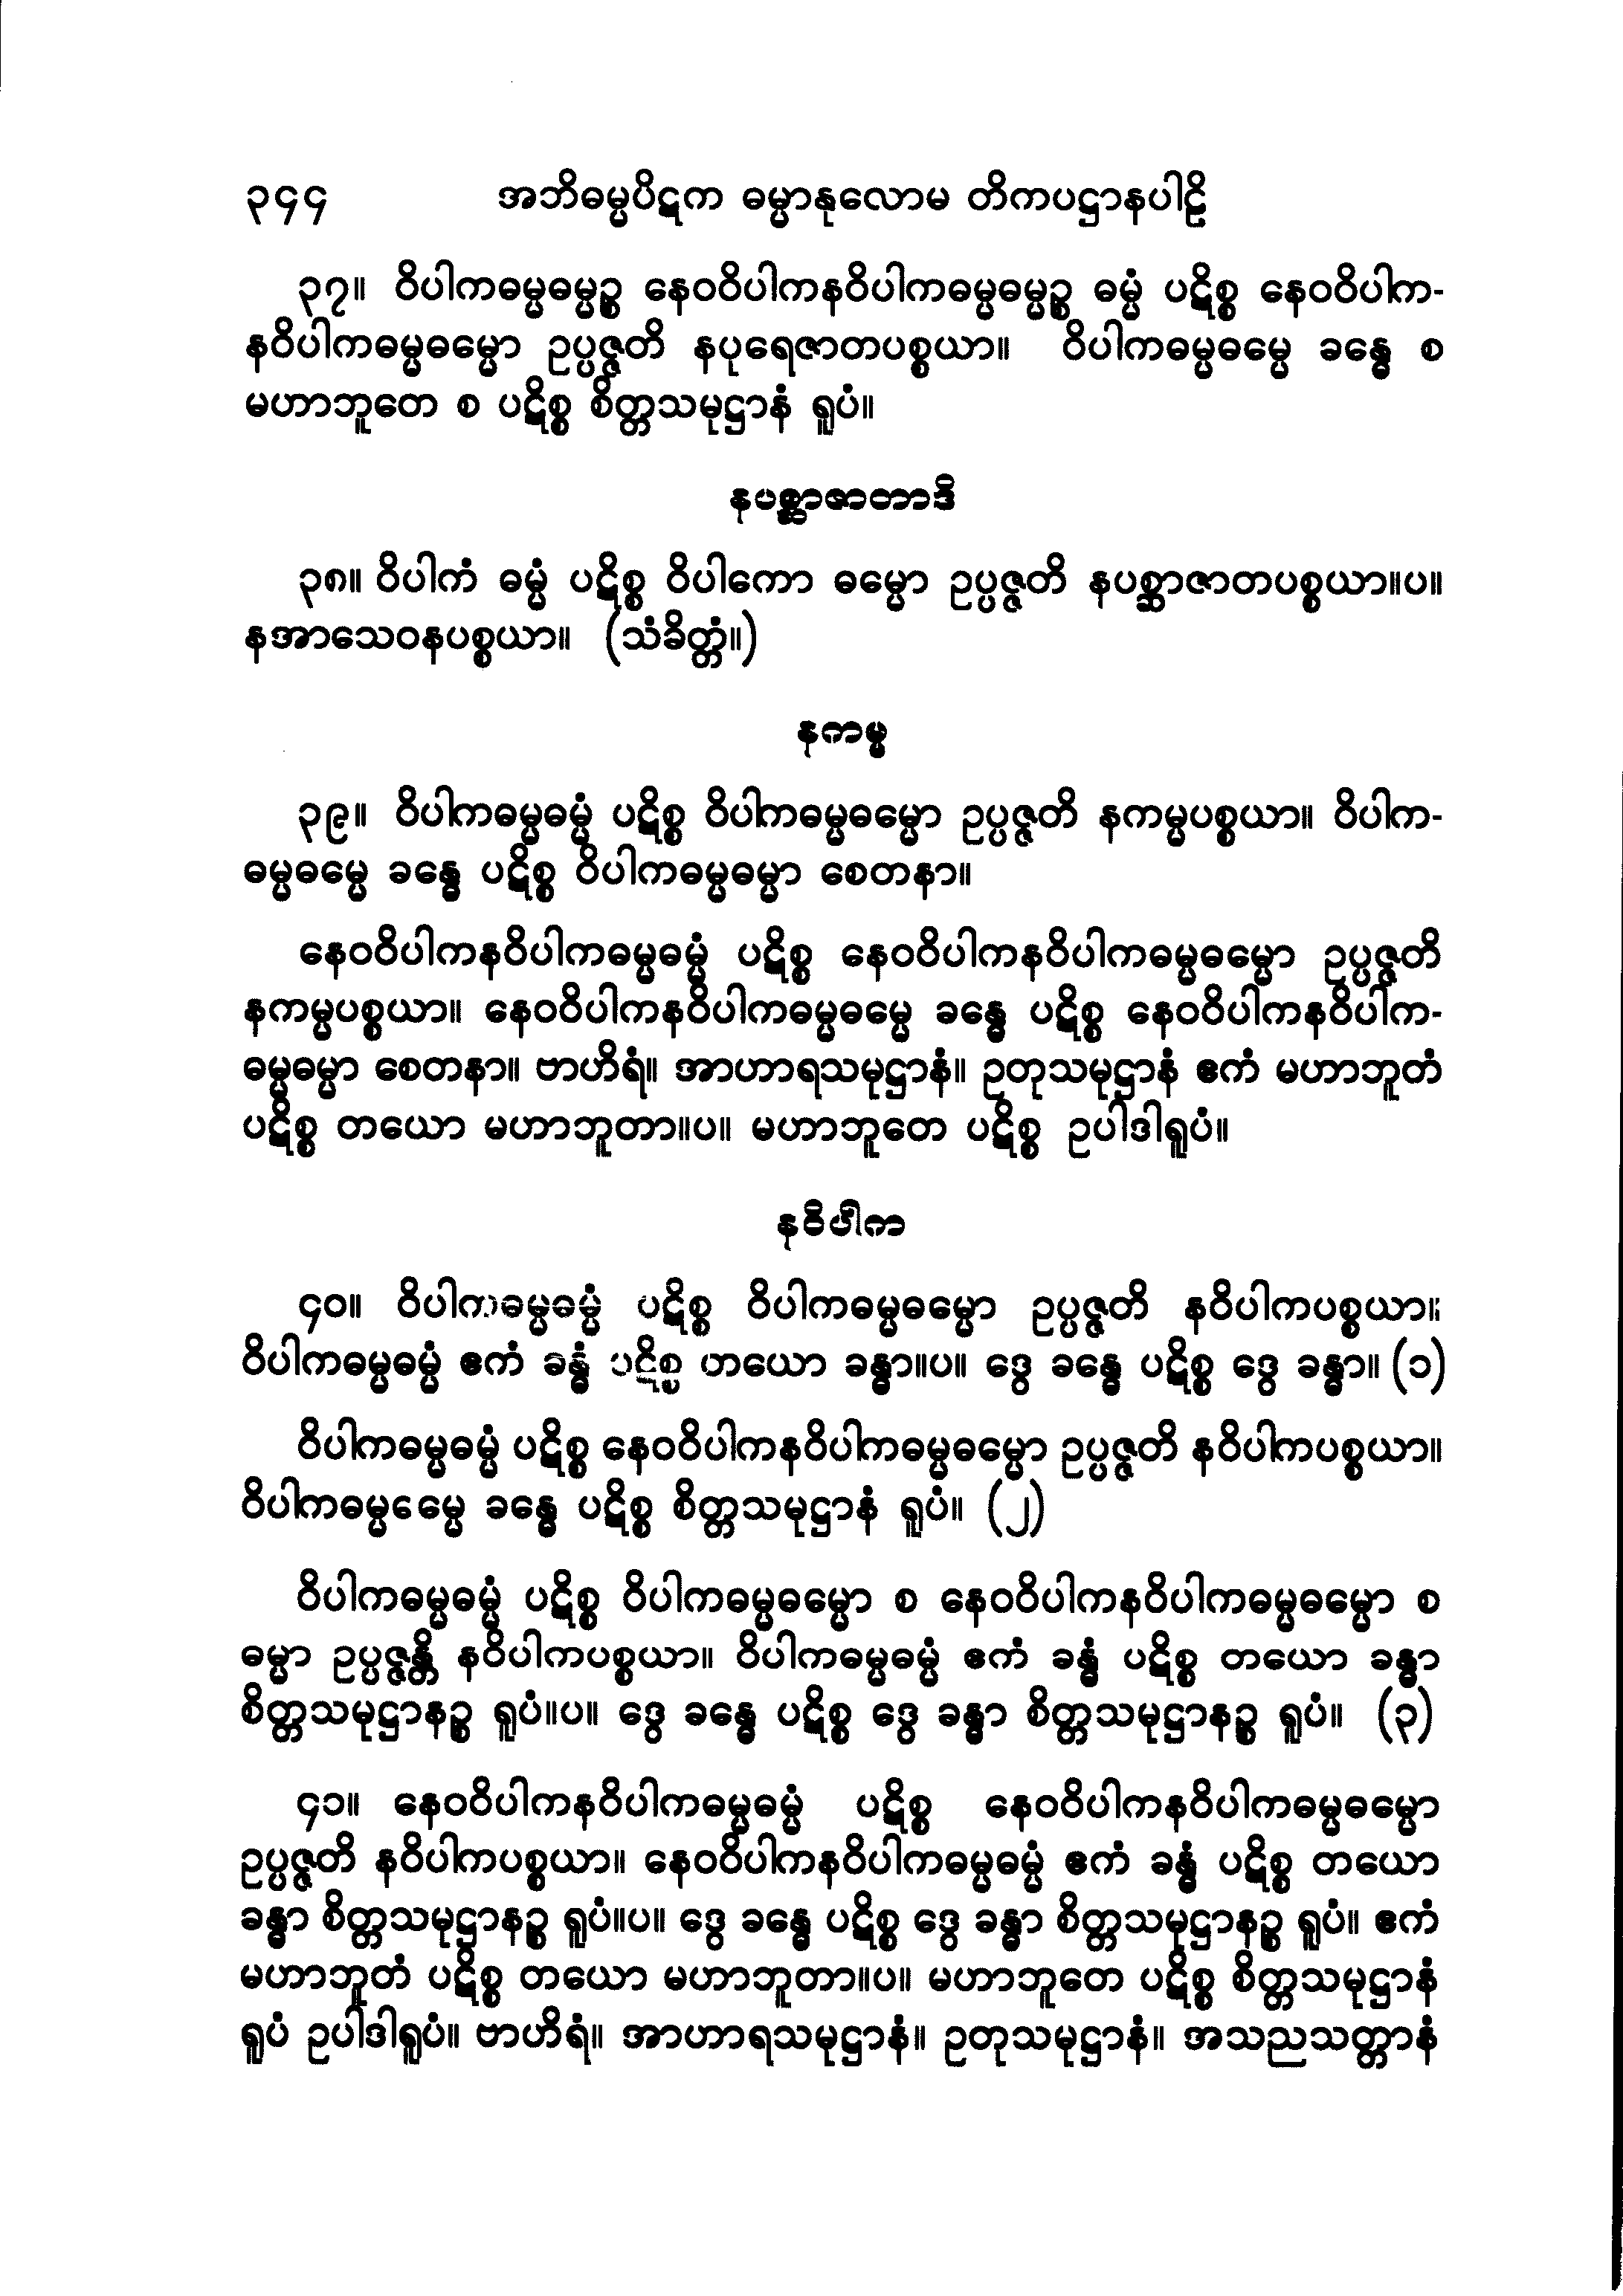 ၃၄၄ အဘိဓမ္မပိဋက ဓမ္မာနုလောမ တိကပဋ္ဌာနပါဠိ
၃၇။ ဝိပါကဓမ္မဓမ္မဉ္စ နေဝဝိပါကနဝိပါကဓမ္မဓမ္မဉ္စ ဓမ္မံ ပဋိစ္စ နေဝဝိပါက-
နဝိပါကဓမ္မဓမ္မော ဥပ္ပဇ္ဇတိ နပုရေဇာတပစ္စယာ။ ဝိပါကဓမ္မဓမ္မေ ခန္ဓေ စ
မဟာဘူတေ စ ပဋိစ္စ စိတ္တသမုဋ္ဌာနံ ရူပံ။
နပစ္ဆာဇာတာဒိ
၃၈။ ဝိပါကံ ဓမ္မံ ပဋိစ္စ ဝိပါကော ဓမ္မော ဥပ္ပဇ္ဇတိ နပစ္ဆာဇာတပစ္စယာ။ပ။
နအာသေဝနပစ္စယာ။ (သံခိတ္တံ။)
နကမ္မ
၃၉။ ဝိပါကဓမ္မဓမ္မံ ပဋိစ္စ ဝိပါကဓမ္မဓမ္မော ဥပ္ပဇ္ဇတိ နကမ္မပစ္စယာ။ ဝိပါက-
ဓမ္မဓမ္မေ ခန္ဓေ ပဋိစ္စ ဝိပါကဓမ္မဓမ္မာ စေတနာ။
နေဝဝိပါကနဝိပါကဓမ္မဓမ္မံ ပဋိစ္စ နေဝဝိပါကနဝိပါကဓမ္မဓမ္မော ဥပ္ပဇ္ဇတိ
နကမ္မပစ္စယာ။ နေဝဝိပါကနဝိပါကဓမ္မဓမ္မေ ခန္ဓေ ပဋိစ္စ နေဝဝိပါကနဝိပါက-
ဓမ္မဓမ္မာ စေတနာ။ ဗာဟိရံ။ အာဟာရသမုဋ္ဌာနံ။ ဥတုသမုဋ္ဌာနံ ဧကံ မဟာဘူတံ
ပဋိစ္စ တယော မဟာဘူတာ။ပ။ မဟာဘူတေ ပဋိစ္စ ဥပါဒါရူပံ။
နဝိပါက
၄၀။ ဝိပါကဓမ္မဓမ္မံ ပဋိစ္စ ဝိပါကဓမ္မဓမ္မော ဥပ္ပဇ္ဇတိ နဝိပါကပစ္စယာ။
ဝိပါကဓမ္မဓမ္မံ ဧကံ ခန္ဓံ ပဋိစ္စ တယော ခန္ဓာ။ပ။ ဒွေ ခန္ဓေ ပဋိစ္စ ဒွေ ခန္ဓာ။ (၁)
ဝိပါကဓမ္မဓမ္မံ ပဋိစ္စ နေဝဝိပါကနဝိပါကဓမ္မဓမ္မော ဥပ္ပဇ္ဇတိ နဝိပါကပစ္စယာ။
ဝိပါကဓမ္မဓမ္မေ ခန္ဓေ ပဋိစ္စ စိတ္တသမုဋ္ဌာနံ ရူပံ။ (၂)
ဝိပါကဓမ္မဓမ္မံ ပဋိစ္စ ဝိပါကဓမ္မဓမ္မော စ နေဝဝိပါကနဝိပါကဓမ္မဓမ္မော စ
ဓမ္မာ ဥပ္ပဇ္ဇန္တိ နဝိပါကပစ္စယာ။ ဝိပါကဓမ္မဓမ္မံ ဧကံ ခန္ဓံ ပဋိစ္စ တယော ခန္ဓာ
စိတ္တသမုဋ္ဌာနဉ္စ ရူပံ။ပ။ ဒွေ ခန္ဓေ ပဋိစ္စ ဒွေ ခန္ဓာ စိတ္တသမုဋ္ဌာနဉ္စ ရူပံ။ (၃)
၄၁။ နေဝဝိပါကနဝိပါကဓမ္မဓမ္မံ ပဋိစ္စ နေဝဝိပါကနဝိပါကဓမ္မဓမ္မော
ဥပ္ပဇ္ဇတိ နဝိပါကပစ္စယာ။ နေဝဝိပါကနဝိပါကဓမ္မဓမ္မံ ဧကံ ခန္ဓံ ပဋိစ္စ တယော
ခန္ဓာ စိတ္တသမုဋ္ဌာနဉ္စ ရူပံ။ပ။ ဒွေ ခန္ဓေ ပဋိစ္စ ဒွေ ခန္ဓာ စိတ္တသမုဋ္ဌာနဉ္စ ရူပံ။ ဧကံ
မဟာဘူတံ ပဋိစ္စ တယော မဟာဘူတာ။ပ။ မဟာဘူတေ ပဋိစ္စ စိတ္တသမုဋ္ဌာနံ
ရူပံ ဥပါဒါရူပံ။ ဗာဟိရံ။ အာဟာရသမုဋ္ဌာနံ။ ဥတုသမုဋ္ဌာနံ။ အသညသတ္တာနံ